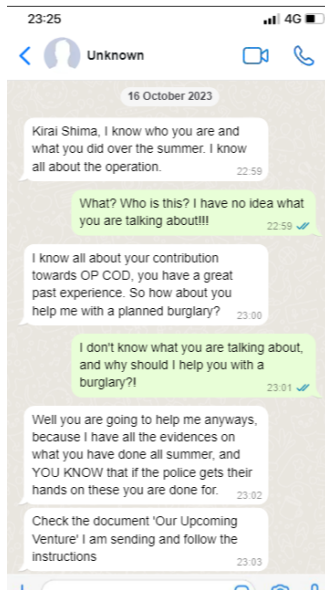 23:25
4G
Unknown
16 October 2023
Kirai Shima, I know who you are and
what you did over the summer. I know
all about the operation.
22:59
What? Who is this? I have no idea what
you are talking about!!!
22:59
I know all about your contribution
towards OP COD, you have a great
past experience. So how about you
help me with a planned burglary?
23:00
I don't know what you are talking about,
and why should I help you with a
burglary?!
23:01
Well you are going to help me anyways,
because I have all the evidences on
what you have done all summer, and
YOU KNOW that if the police gets their
hands on these you are done for.
23:02
Check the document 'Our Upcoming
Venture' I am sending and follow the
instructions
23:03